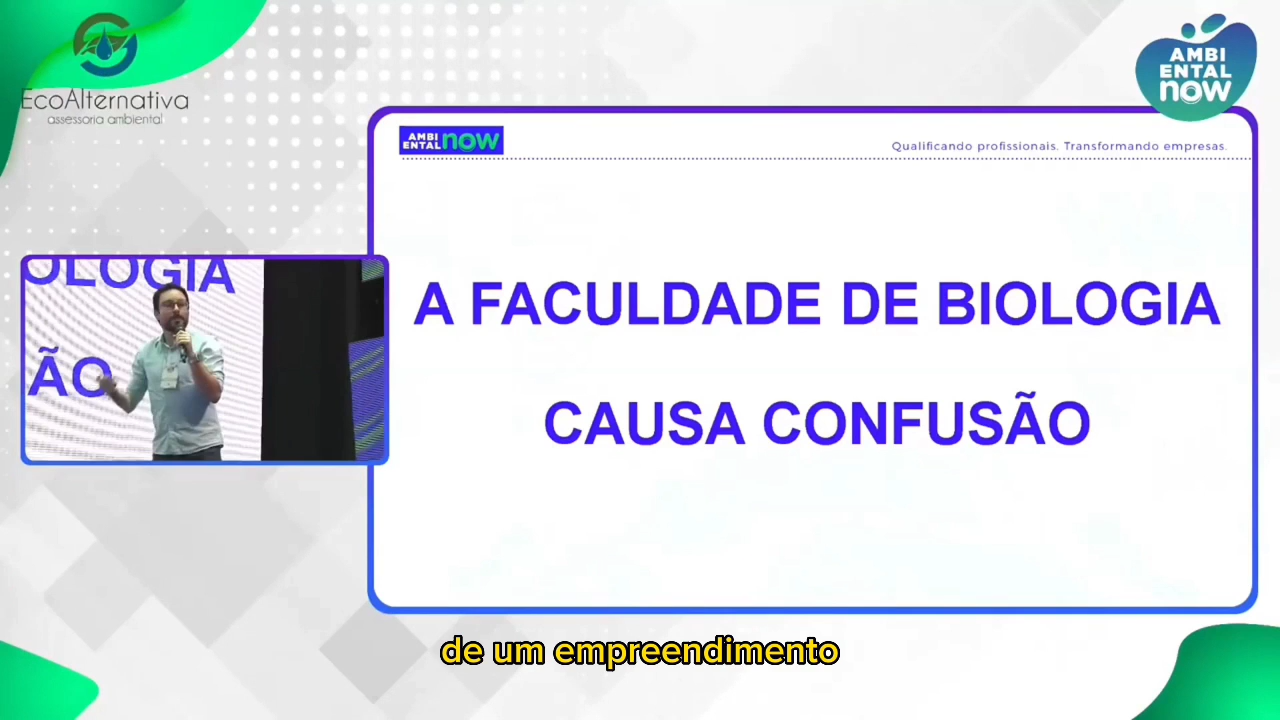 EcoAlternativa
assessoria ambiental
AMBI
ENTAL
now
AMBI
ENTAL now
Qualificando profissionais. Transformando empresas.
A FACULDADE DE BIOLOGIA
CAUSA CONFUSÃO
OLOGIA
ÃO
de um empreendimento